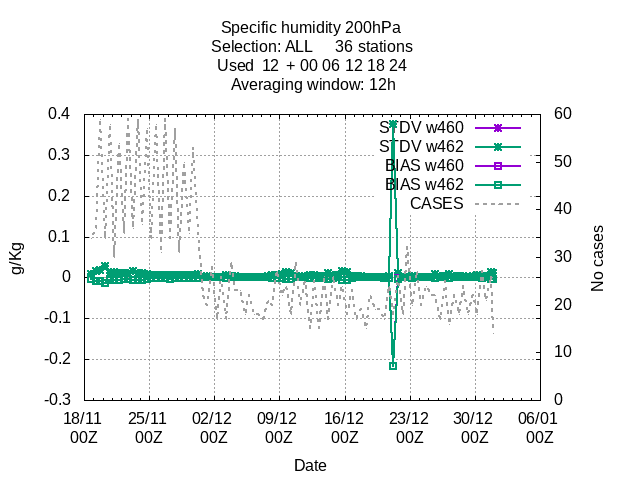 Specific humidity 200hPa
Selection: ALL 36 stations
Used 12 + 00 06 12 18 24
Averaging window: 12h
STDV w460
STDV w462
BIAS w460
BIAS w462
CASES
g/Kg
0.4
0.3
0.2
0.1
0
-0.1
-0.2
-0.3
60
50
40
30
20
10
0
No cases
18/11 25/11 02/12 09/12 16/12 23/12 30/12 06/01
00Z 00Z 00Z 00Z 00Z 00Z 00Z 00Z
Date